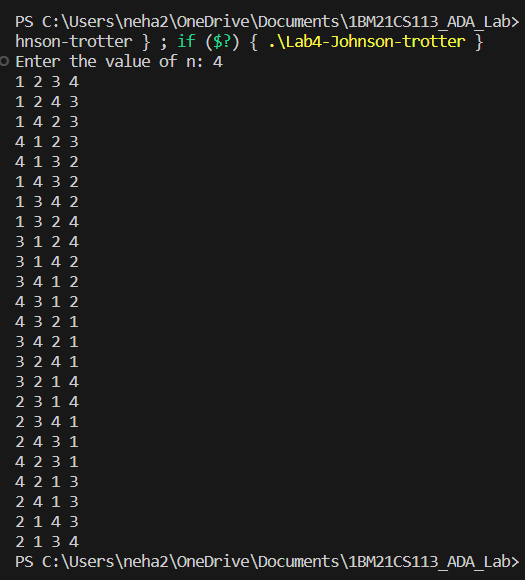 PS C:\Users\neha2\OneDrive\Documents\1BM21CS113_ADA_Lab>
hnson-trotter } ; if ($?) { .\Lab4-Johnson-trotter }
Enter the value of n: 4
1 2 3 4
1 2 4 3
1 4 2 3
4 1 2 3
4 1 3 2
1 4 3 2
1 3 4 2
1 3 2 4
3 1 2 4
3 1 4 2
3 4 1 2
4 3 1 2
4 3 2 1
3 4 2 1
3 2 4 1
3 2 1 4
2 3 1 4
2 3 4 1
2 4 3 1
4 2 3 1
4 2 1 3
2 4 1 3
2 1 4 3
2 1 3 4
PS C:\Users\neha2\OneDrive\Documents\1BM21CS113_ADA_Lab>